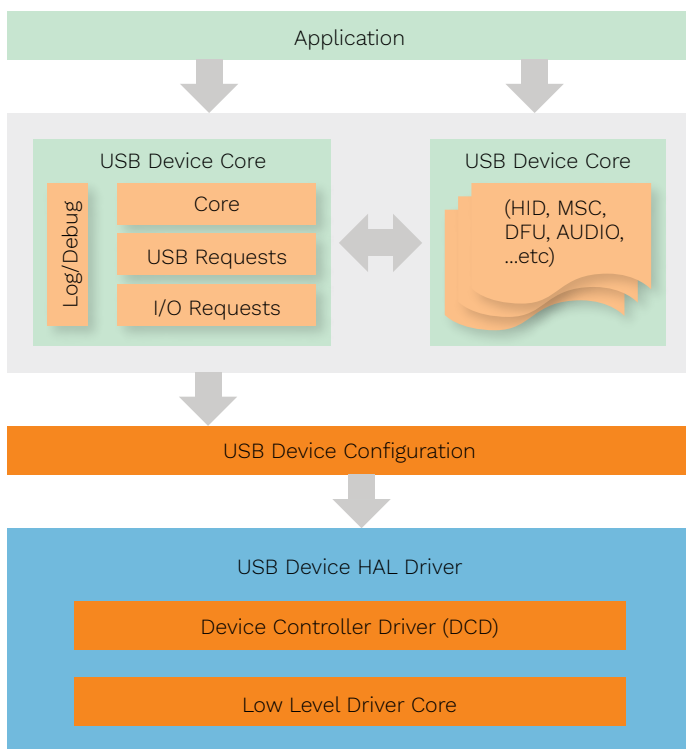 Application
USB Device Core
Log/Debug
Core
USB Requests
I/O Requests
USB Device Core
(HID, MSC,
DFU, AUDIO,
...etc)
USB Device Configuration
USB Device HAL Driver
Device Controller Driver (DCD)
Low Level Driver Core